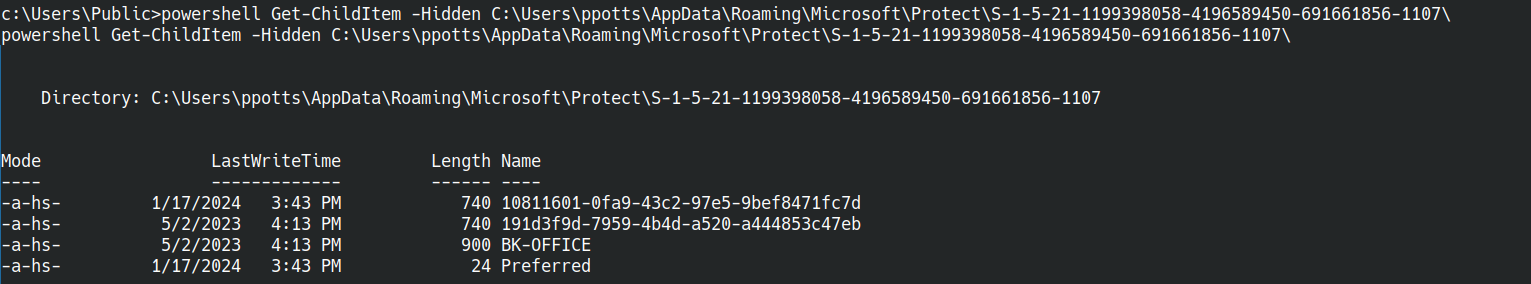 c:\Users\Public>powershell Get-ChildItem -Hidden C:\Users\ppotts\AppData\Roaming\Microsoft\Protect\S-1-5-21-1199398058-4196589450-691661856-1107\
powershell Get-ChildItem -Hidden C:\Users\ppotts\AppData\Roaming\Microsoft\Protect\S-1-5-21-1199398058-4196589450-691661856-1107\
Directory: C:\Users\ppotts\AppData\Roaming\Microsoft\Protect\S-1-5-21-1199398058-4196589450-691661856-1107
Mode LastWriteTime Length Name
---- ------------- ------ ----
-a-hs- 1/17/2024 3:43 PM 740 10811601-0fa9-43c2-97e5-9bef8471fc7d
-a-hs- 5/2/2023 4:13 PM 740 191d3f9d-7959-4b4d-a520-a444853c47eb
-a-hs- 5/2/2023 4:13 PM 900 BK-OFFICE
-a-hs- 1/17/2024 3:43 PM 24 Preferred